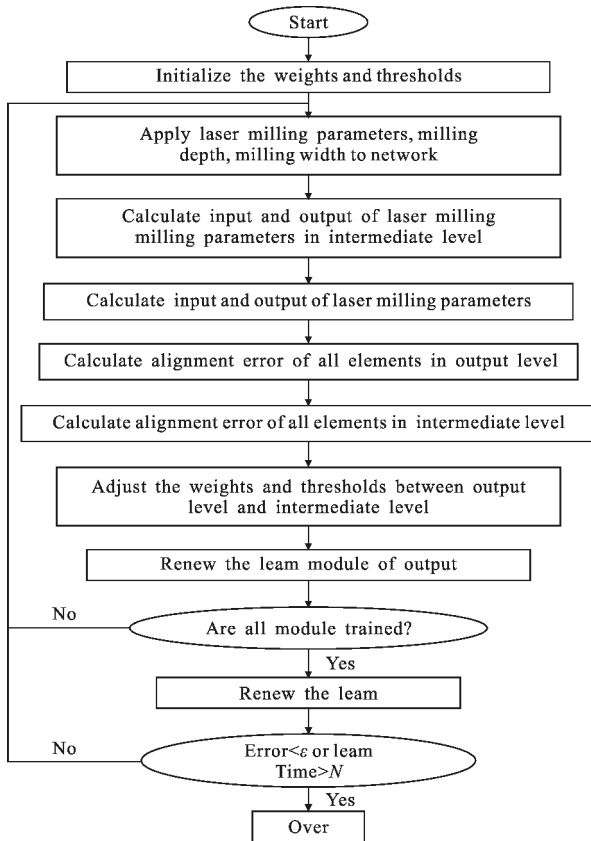 Start
Initialize the weights and thresholds
Apply laser milling parameters, milling
depth, milling width to network
Calculate input and output of laser milling
milling parameters in intermediate level
Calculate input and output of laser milling parameters
Calculate alignment error of all elements in output level
Calculate alignment error of all elements in intermediate level
Adjust the weights and thresholds between output
level and intermediate level
Renew the leam module of output
No
Are all module trained?
Yes
Renew the leam
No
Error<ε or leam
Time>N
Yes
Over